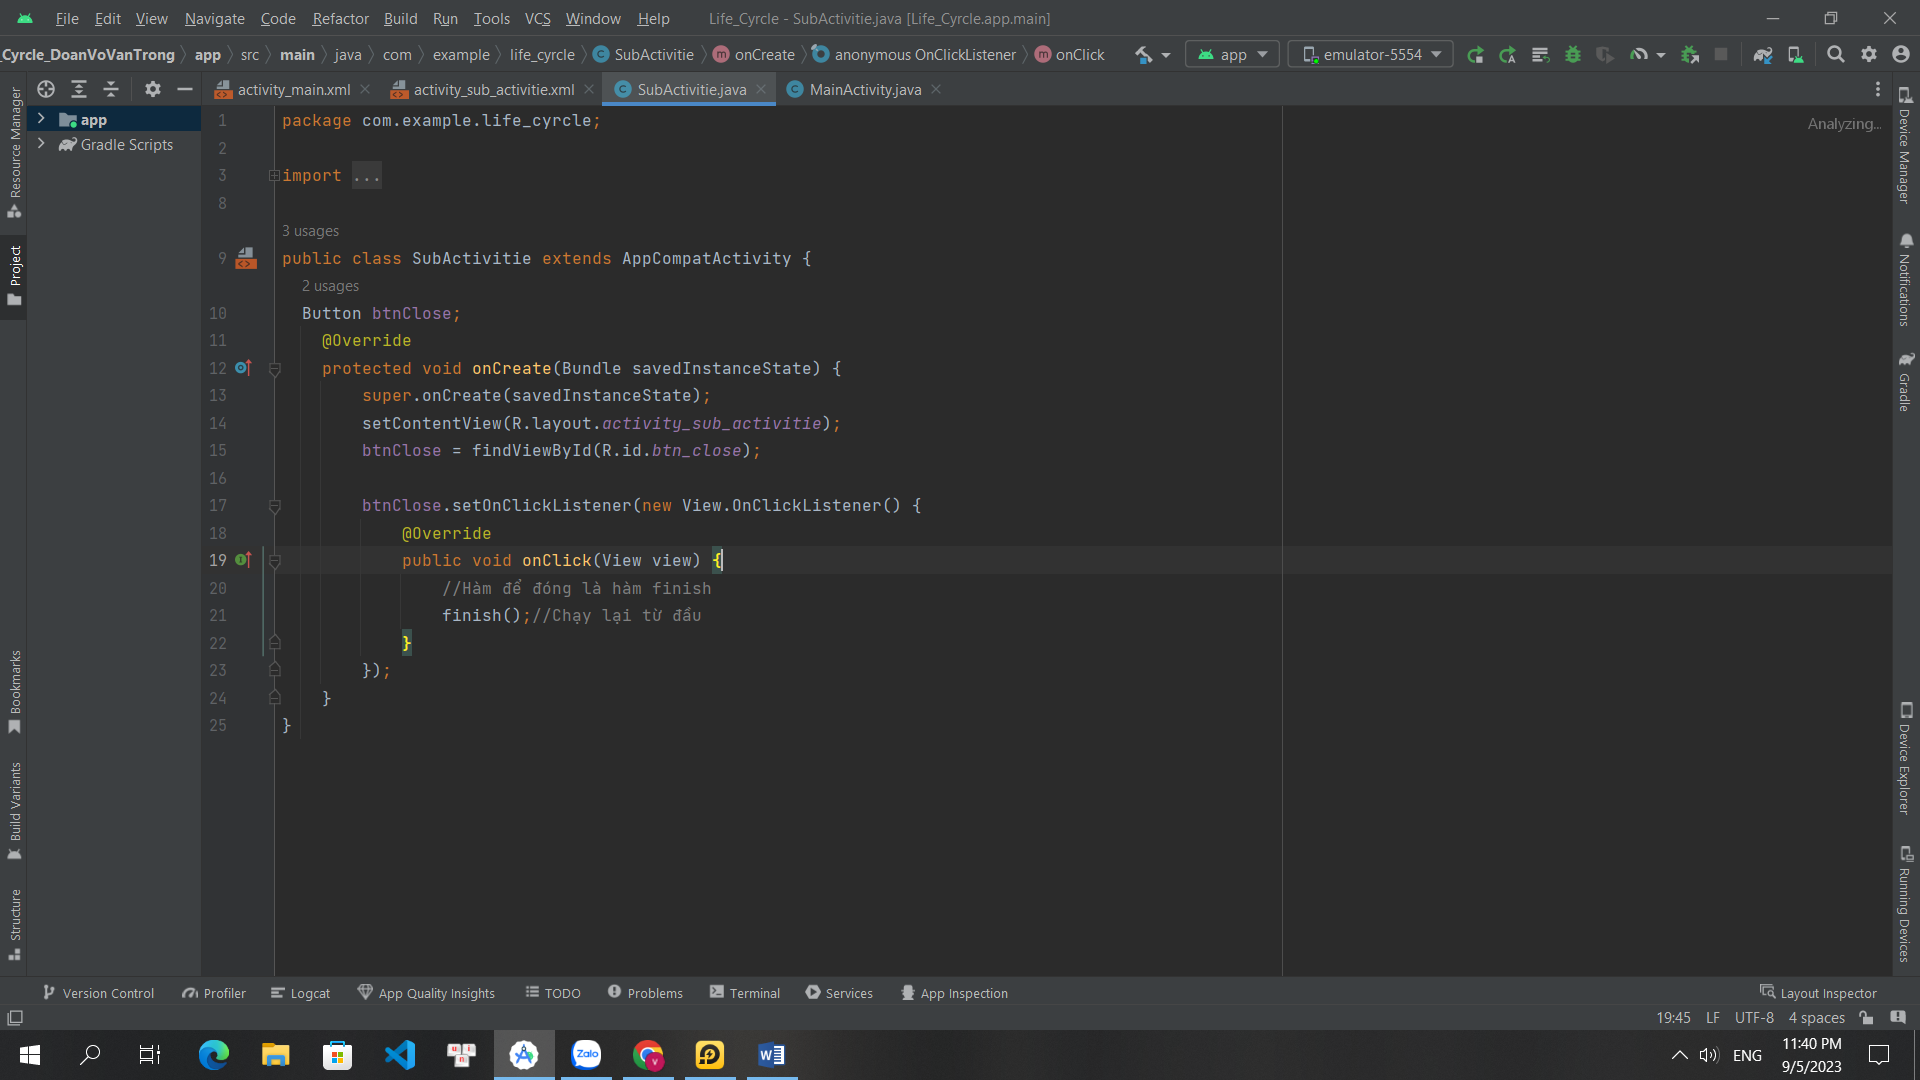 File Edit View Navigate Code Refactor Build Run Tools VCS Window Help Life_Cyrcle - SubActivitie.java [Life_Cyrcle.app.main]
_Cyrcle_DoanVoVanTrong app src main java com example life_cyrcle SubActivitie onCreate anonymous OnClickListener onClick app emulator-5554
activity_main.xml activity_sub_activitie.xml SubActivitie.java MainActivity.java
app
Gradle Scripts
Resource Manager
Project
Bookmarks
Build Variants
Structure
Analyzing...
1 package com.example.life_cyrcle;
2
3 import ...
8
3 usages
9 public class SubActivitie extends AppCompatActivity {
2 usages
10 Button btnClose;
11 @Override
12 protected void onCreate(Bundle savedInstanceState) {
13 super.onCreate(savedInstanceState);
14 setContentView(R.layout.activity_sub_activitie);
15 btnClose = findViewById(R.id.btn_close);
16
17 btnClose.setOnClickListener(new View.OnClickListener() {
18 @Override
19 public void onClick(View view) {
20 //Hàm để đóng là hàm finish
21 finish();//Chạy lại từ đầu
22 }
23 });
24 }
25 }
Device Manager
Notifications
Gradle
Device Explorer
Running Devices
Version Control Profiler Logcat App Quality Insights TODO Problems Terminal Services App Inspection Layout Inspector
19:45 LF UTF-8 4 spaces
Zalo
ENG
11:40 PM
9/5/2023